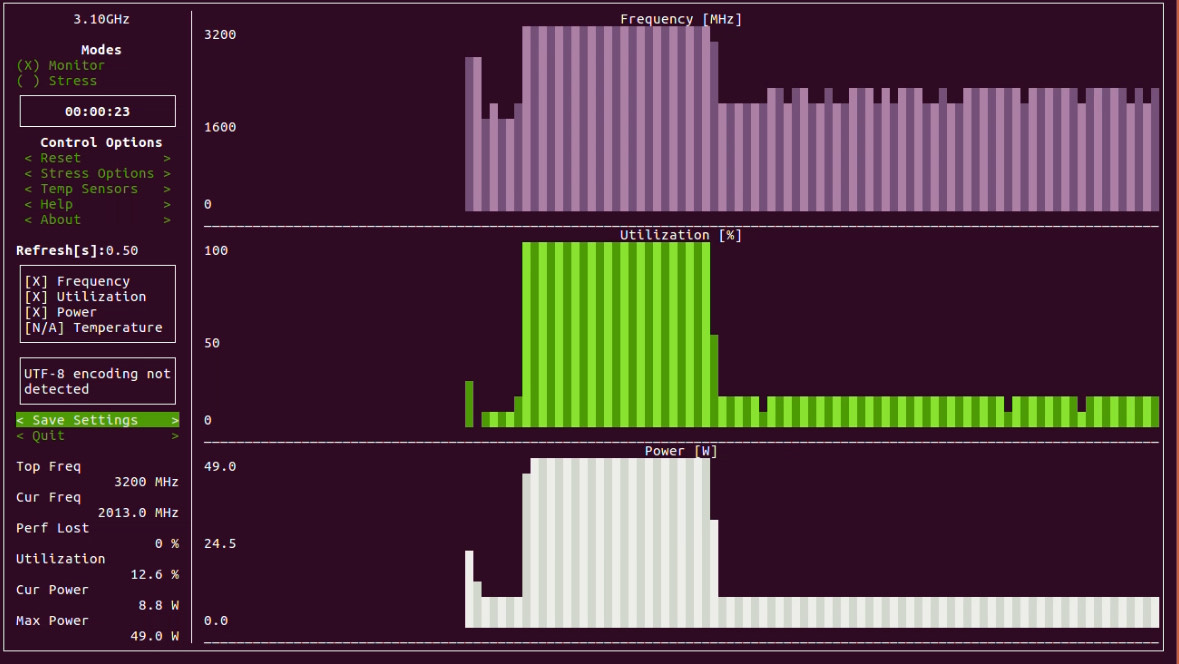 3.10GHz
Modes
(X) Monitor
( ) Stress
00:00:23
Control Options
< Reset >
< Stress Options >
< Temp Sensors >
< Help >
< About >
Refresh[s]:0.50
[X] Frequency
[X] Utilization
[X] Power
[N/A] Temperature
UTF-8 encoding not
detected
< Save Settings >
< Quit >
Top Freq
3200 MHz
Cur Freq
2013.0 MHz
Perf Lost
0 %
Utilization
12.6 %
Cur Power
8.8 W
Max Power
49.0 W
Frequency [MHz]
3200
1600
0
Utilization [%]
100
50
0
Power [W]
49.0
24.5
0.0